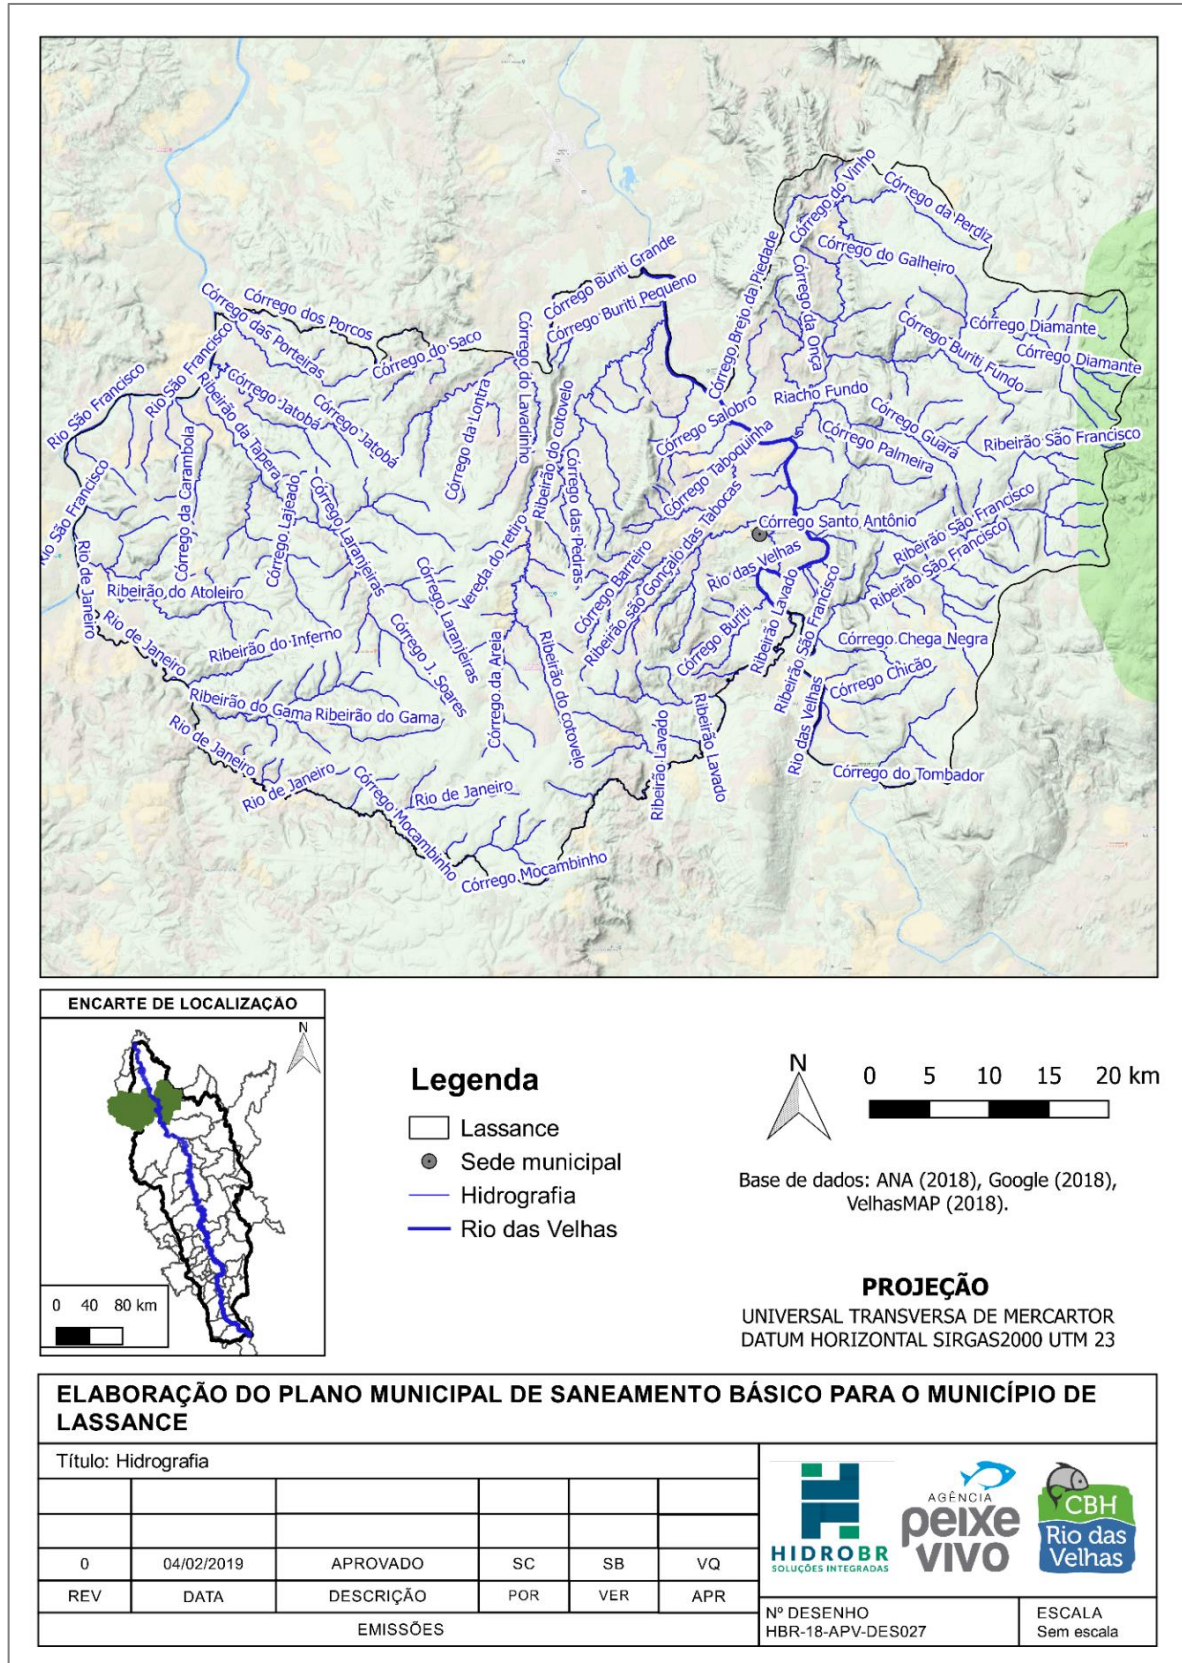 Córrego do Vinho
Córrego da Perdiz
Córrego do Galheiro
Córrego Brejo da Piedade
Córrego da Onça
Córrego Buriti Grande
Córrego Buriti Pequeno
Córrego Diamante
Córrego Diamante
Córrego Buriti Fundo
Córrego dos Porcos
Córrego das Porteiras
Córrego do Saco
Córrego do Lavadinho
Rio São Francisco
Rio São Francisco
Rio São Francisco
Ribeirão da Tapera
Córrego Jatobá
Córrego Jatobá
Córrego da Lontra
Ribeirão do cotovelo
Córrego das Pedras
Córrego Salobro
Riacho Fundo
Córrego Taboquinha
Córrego Palmeira
Córrego Guará
Ribeirão São Francisco
Córrego da Carambola
Córrego Lajeado
Córrego Laranjeiras
Córrego Laranjeiras
Vereda do retiro
Córrego Barreiro
Ribeirão são Gonçalo das Tabocas
Córrego Santo Antônio
Rio das Velhas
Ribeirão São Francisco
Ribeirão São Francisco
Rio de Janeiro
Ribeirão do Atoleiro
Rio de Janeiro
Ribeirão do Inferno
Córrego J. Soares
Córrego da Areia
Ribeirão do cotovelo
Córrego Buriti
Ribeirão Lavado
Ribeirão São Francisco
Córrego Chega Negra
Córrego Chicão
Ribeirão do Gama
Ribeirão do Gama
Rio de Janeiro
Rio de Janeiro
Rio de Janeiro
Ribeirão Lavado
Ribeirão Lavado
Rio das Velhas
Córrego do Tombador
Córrego Mocambinho
Córrego Mocambinho
ENCARTE DE LOCALIZAÇÃO
N
0 40 80 km
Legenda
Lassance
Sede municipal
Hidrografia
Rio das Velhas
N
0 5 10 15 20 km
Base de dados: ANA (2018), Google (2018),
VelhasMAP (2018).
PROJEÇÃO
UNIVERSAL TRANSVERSA DE MERCARTOR
DATUM HORIZONTAL SIRGAS2000 UTM 23
ELABORAÇÃO DO PLANO MUNICIPAL DE SANEAMENTO BÁSICO PARA O MUNICÍPIO DE
LASSANCE
Título: Hidrografia
0 04/02/2019 APROVADO SC SB VQ
REV DATA DESCRIÇÃO POR VER APR
EMISSÕES
HIDROBR
SOLUÇÕES INTEGRADAS
AGÊNCIA
peixe
VIVO
CBH
Rio das
Velhas
Nº DESENHO
HBR-18-APV-DES027
ESCALA
Sem escala